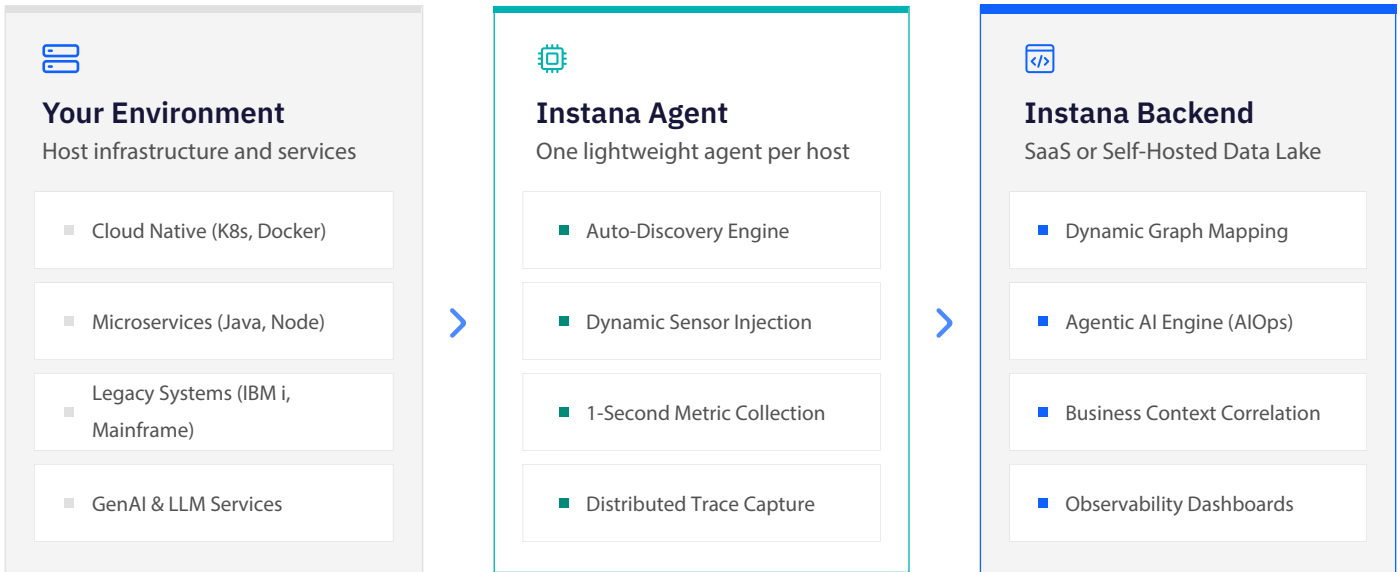 Your Environment
Host infrastructure and services
Cloud Native (K8s, Docker)
Microservices (Java, Node)
Legacy Systems (IBM i,
Mainframe)
GenAI & LLM Services
Instana Agent
One lightweight agent per host
Auto-Discovery Engine
Dynamic Sensor Injection
1-Second Metric Collection
Distributed Trace Capture
</>
Instana Backend
SaaS or Self-Hosted Data Lake
Dynamic Graph Mapping
Agentic AI Engine (AIOps)
Business Context Correlation
Observability Dashboards